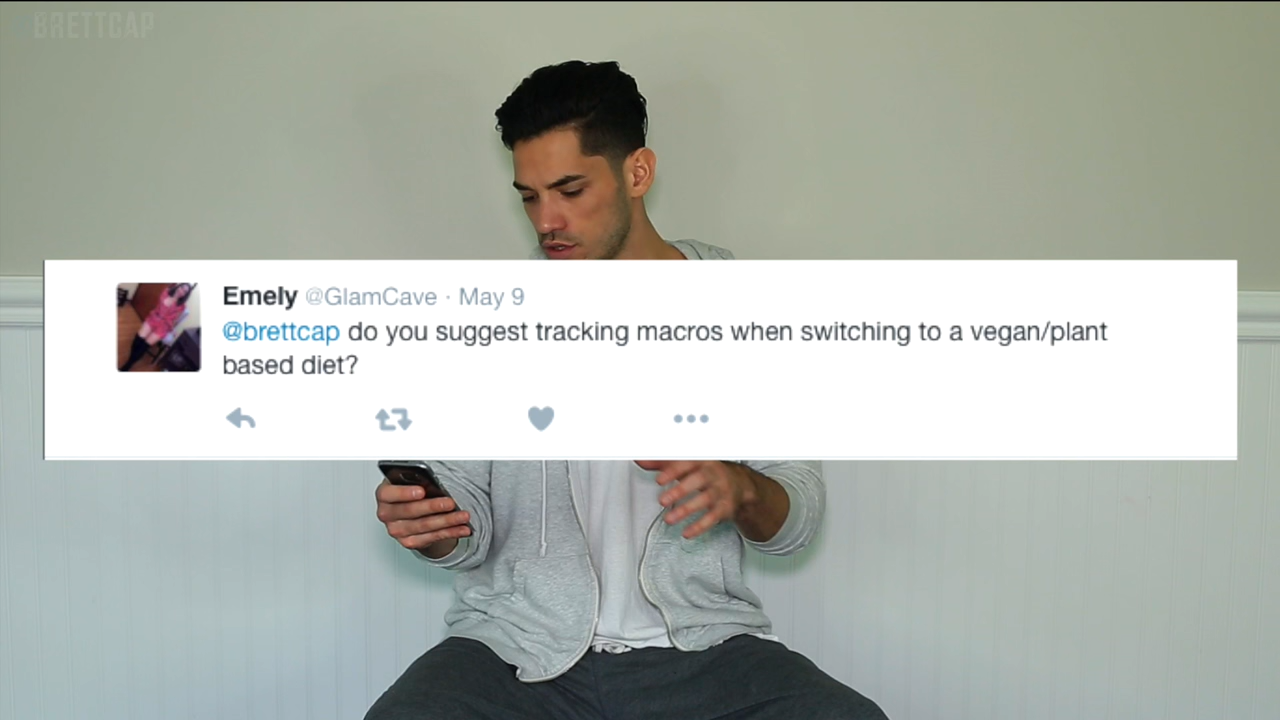 BRETTCAP
Emely @GlamCave · May 9
@brettcap do you suggest tracking macros when switching to a vegan/plant
based diet?